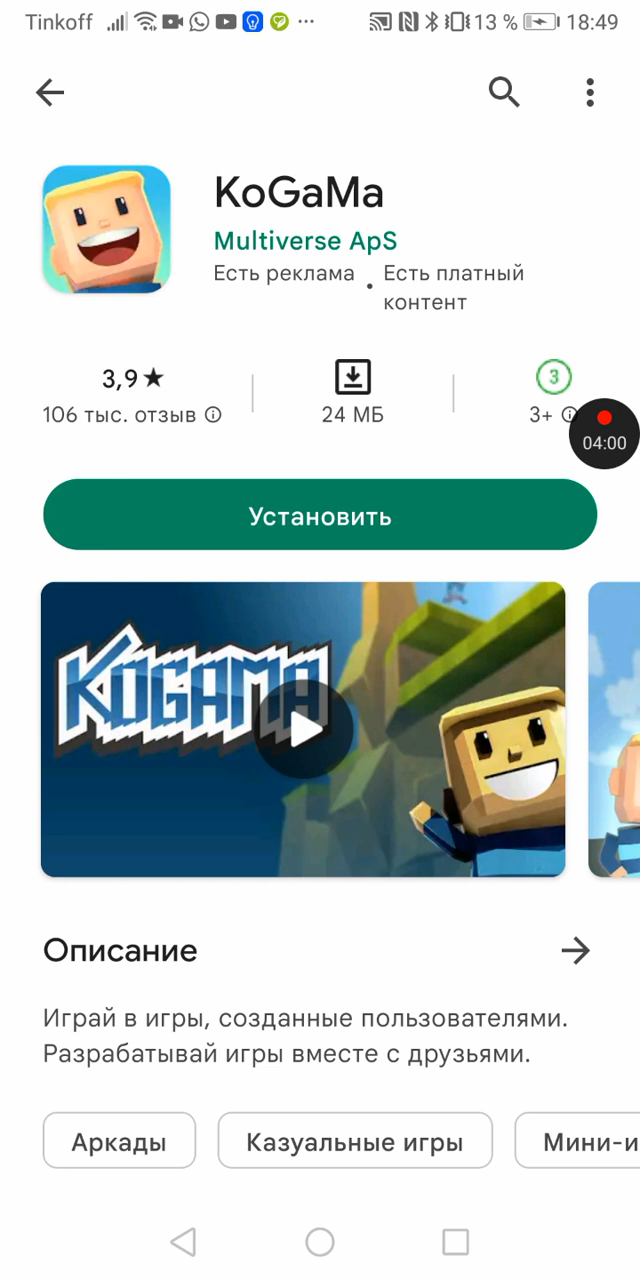 Tinkoff 13 % 18:49
KoGaMa
Multiverse ApS
Есть реклама • Есть платный
контент
3,9★
3
106 тыс. отзыв
24 МБ
3+
04:00
Установить
KOGAMA
Описание
Играй в игры, созданные пользователями.
Разрабатывай игры вместе с друзьями.
Аркады
Казуальные игры
Мини-и